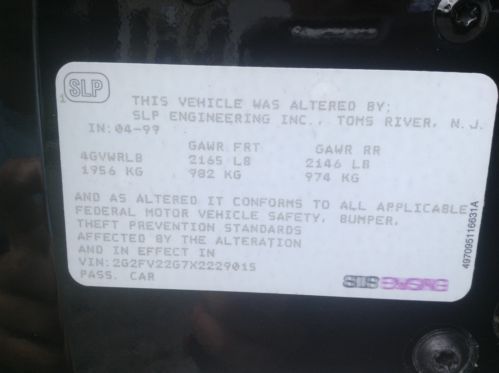 SLP
1
THIS VEHICLE WAS ALTERED BY:
SLP ENGINEERING INC., TOMS RIVER, N.J.
IN:04-99
GAWR FRT GAWR RR
4GVWRLB 2165 LB 2146 LB
1956 KG 982 KG 974 KG
AND AS ALTERED IT CONFORMS TO ALL APPLICABLE
FEDERAL MOTOR VEHICLE SAFETY, BUMPER,
THEFT PREVENTION STANDARDS
AFFECTED BY THE ALTERATION
AND IN EFFECT IN
VIN:2G2FV22G7X2229015
PASS. CAR
4970951116631A